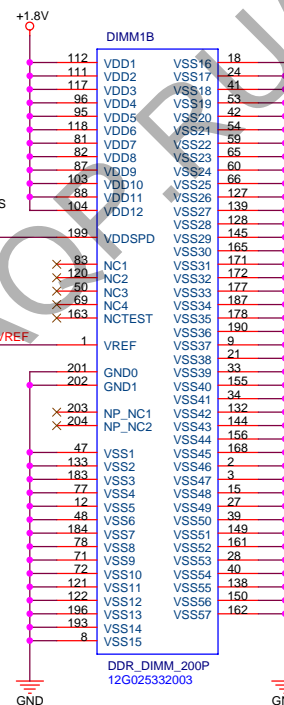 +1.8V
DIMM1B
112 VDD1
111 VDD2
117 VDD3
96 VDD4
95 VDD5
118 VDD6
81 VDD7
82 VDD8
87 VDD9
103 VDD10
88 VDD11
104 VDD12
S
199 VDDSPD
83 NC1
120 NC2
50 NC3
69 NC4
163 NCTEST
/REF
1 VREF
201 GND0
202 GND1
203 NP_NC1
204 NP_NC2
47 VSS1
133 VSS2
183 VSS3
77 VSS4
12 VSS5
48 VSS6
184 VSS7
78 VSS8
71 VSS9
72 VSS10
121 VSS11
122 VSS12
196 VSS13
193 VSS14
8 VSS15
VSS16 18
VSS17 24
VSS18 41
VSS19 53
VSS20 42
VSS21 54
VSS22 59
VSS23 65
VSS24 60
VSS25 66
VSS26 127
VSS27 139
VSS28 128
VSS29 145
VSS30 165
VSS31 171
VSS32 172
VSS33 177
VSS34 187
VSS35 178
VSS36 190
VSS37 9
VSS38 21
VSS39 33
VSS40 155
VSS41 34
VSS42 132
VSS43 144
VSS44 156
VSS45 168
VSS46 2
VSS47 3
VSS48 15
VSS49 27
VSS50 39
VSS51 149
VSS52 161
VSS53 28
VSS54 40
VSS55 138
VSS56 150
VSS57 162
DDR_DIMM_200P
12G025332003
GND
GN